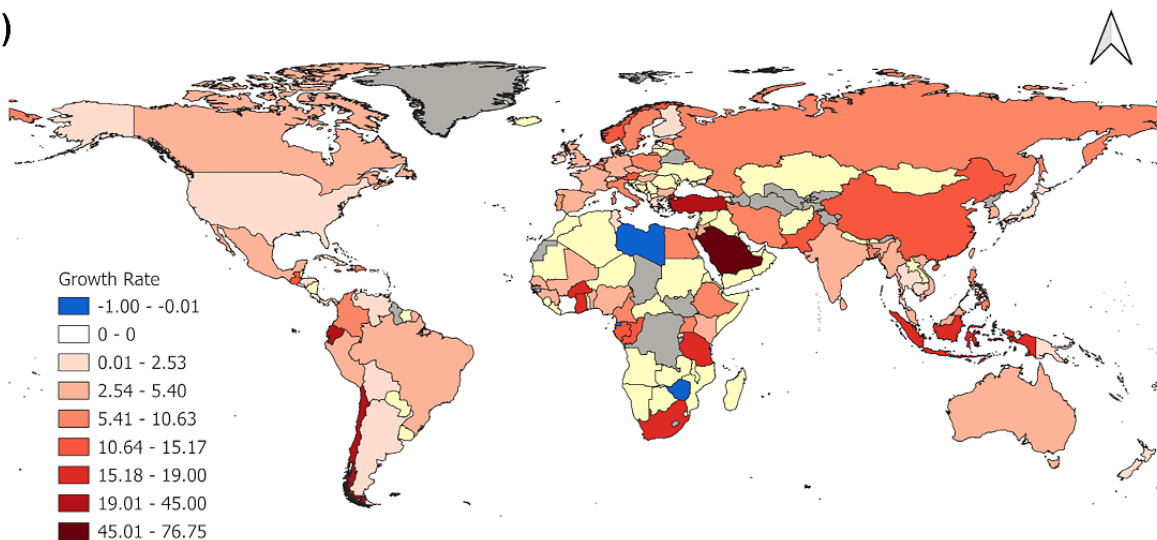 )
Growth Rate
-1.00 - -0.01
0 - 0
0.01 - 2.53
2.54 - 5.40
5.41 - 10.63
10.64 - 15.17
15.18 - 19.00
19.01 - 45.00
45.01 - 76.75